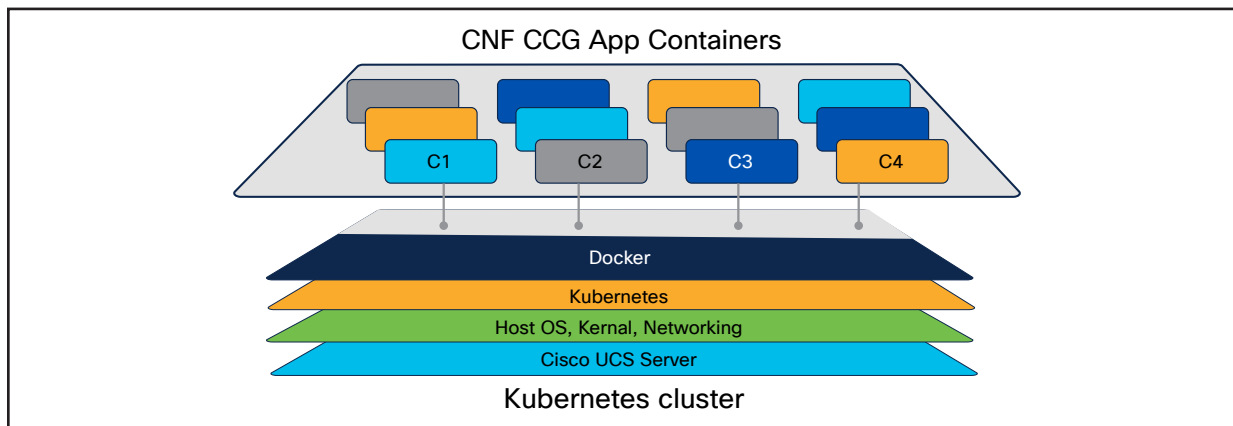 CNF CCG App Containers
C1
C2
C3
C4
Docker
Kubernetes
Host OS, Kernal, Networking
Cisco UCS Server
Kubernetes cluster